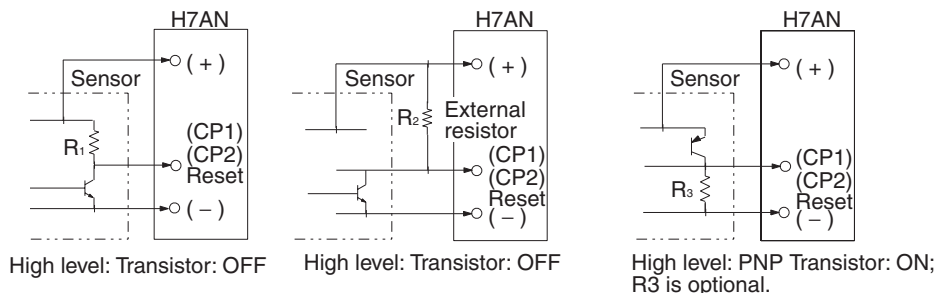 H7AN
( + )
Sensor
R1
(CP1)
(CP2)
Reset
( − )
High level: Transistor: OFF
H7AN
( + )
Sensor
R2
External
resistor
(CP1)
(CP2)
Reset
( − )
High level: Transistor: OFF
H7AN
( + )
Sensor
(CP1)
(CP2)
R3
Reset
( − )
High level: PNP Transistor: ON;
R3 is optional.